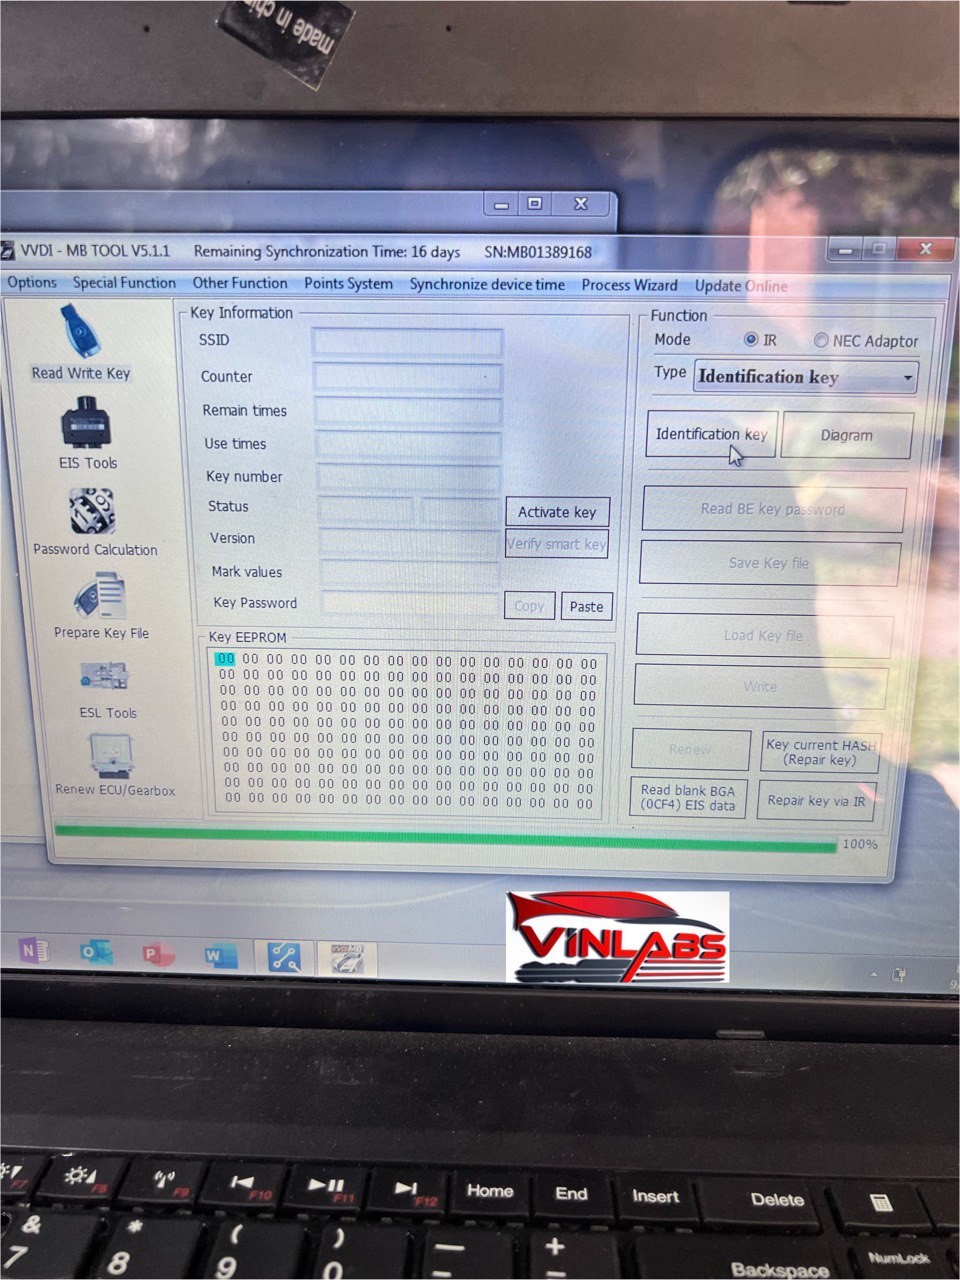 made in chi
VVDI - MB TOOL V5.1.1 Remaining Synchronization Time: 16 days SN:MB01389168
Options Special Function Other Function Points System Synchronize device time Process Wizard Update Online
Read Write Key
EIS Tools
Password Calculation
Prepare Key File
ESL Tools
Renew ECU/Gearbox
Key Information
SSID
Counter
Remain times
Use times
Key number
Status
Activate key
Version
Verify smart key
Mark values
Key Password
Copy
Paste
Key EEPROM
00 00 00 00 00 00 00 00 00 00 00 00 00 00 00 00
00 00 00 00 00 00 00 00 00 00 00 00 00 00 00 00
00 00 00 00 00 00 00 00 00 00 00 00 00 00 00 00
00 00 00 00 00 00 00 00 00 00 00 00 00 00 00 00
00 00 00 00 00 00 00 00 00 00 00 00 00 00 00 00
00 00 00 00 00 00 00 00 00 00 00 00 00 00 00 00
00 00 00 00 00 00 00 00 00 00 00 00 00 00 00 00
00 00 00 00 00 00 00 00 00 00 00 00 00 00 00 00
00 00 00 00 00 00 00 00 00 00 00 00 00 00 00 00
00 00 00 00 00 00 00 00 00 00 00 00 00 00 00 00
Function
Mode IR NEC Adaptor
Type Identification key
Identification key
Diagram
Read BE key password
Save Key file
Load Key file
Write
Renew
Key current HASH
(Repair key)
Read blank BGA
(0CF4) EIS data
Repair key via IR
100%
N O P W
VINLABS
F7 F8 F9 F10 F11 F12 Home End Insert Delete
& * ( ) — +
7 8 9 0 – = Backspace NumLock